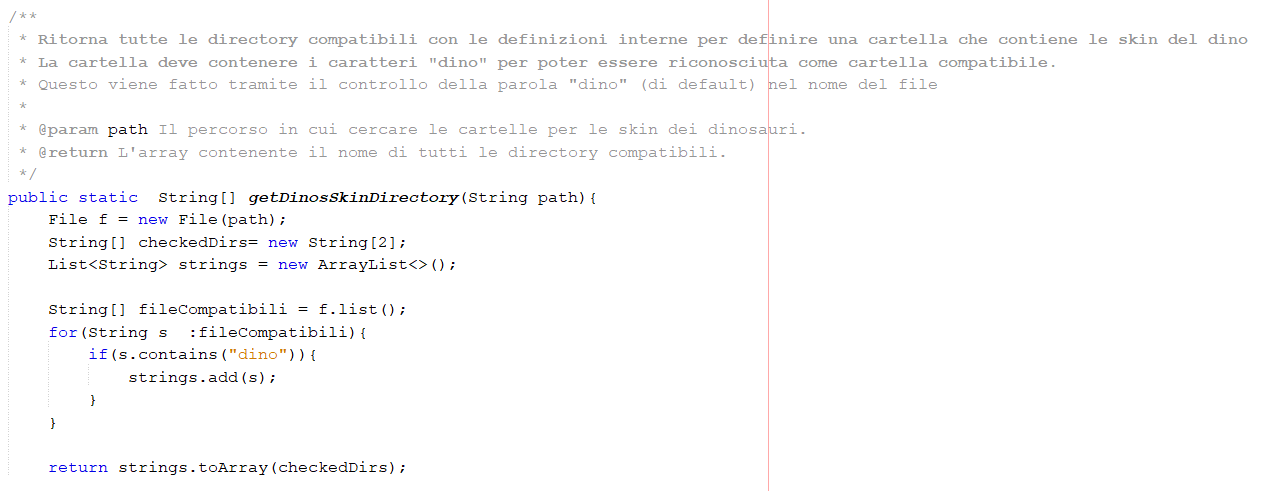 /**
 * Ritorna tutte le directory compatibili con le definizioni interne per definire una cartella che contiene le skin del dino
 * La cartella deve contenere i caratteri "dino" per poter essere riconosciuta come cartella compatibile.
 * Questo viene fatto tramite il controllo della parola "dino" (di default) nel nome del file
 *
 * @param path Il percorso in cui cercare le cartelle per le skin dei dinosauri.
 * @return L'array contenente il nome di tutti le directory compatibili.
 */
public static  String[] getDinosSkinDirectory(String path){
    File f = new File(path);
    String[] checkedDirs= new String[2];
    List<String> strings = new ArrayList<>();

    String[] fileCompatibili = f.list();
    for(String s  :fileCompatibili){
        if(s.contains("dino")){
            strings.add(s);
        }
    }

    return strings.toArray(checkedDirs);